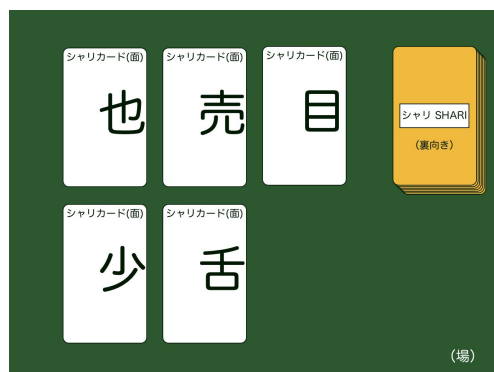 シャリカード(面)
也
シャリカード(面)
売
シャリカード(面)
目
シャリ SHARI
（裏向き）
シャリカード(面)
少
シャリカード(面)
舌
（場）